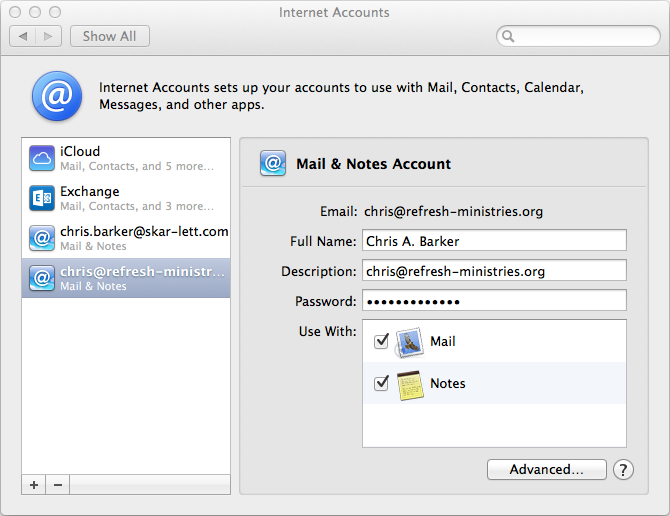 Internet Accounts
Show All
Internet Accounts sets up your accounts to use with Mail, Contacts, Calendar,
Messages, and other apps.
iCloud
Mail, Contacts, and 5 more...
Exchange
Mail, Contacts, and 3 more...
chris.barker@skar-lett.com
Mail & Notes
chris@refresh-ministr...
Mail & Notes
Mail & Notes Account
Email: chris@refresh-ministries.org
Full Name: Chris A. Barker
Description: chris@refresh-ministries.org
Password: •••••••••••••
Use With:
Mail
Notes
+ −
Advanced... ?